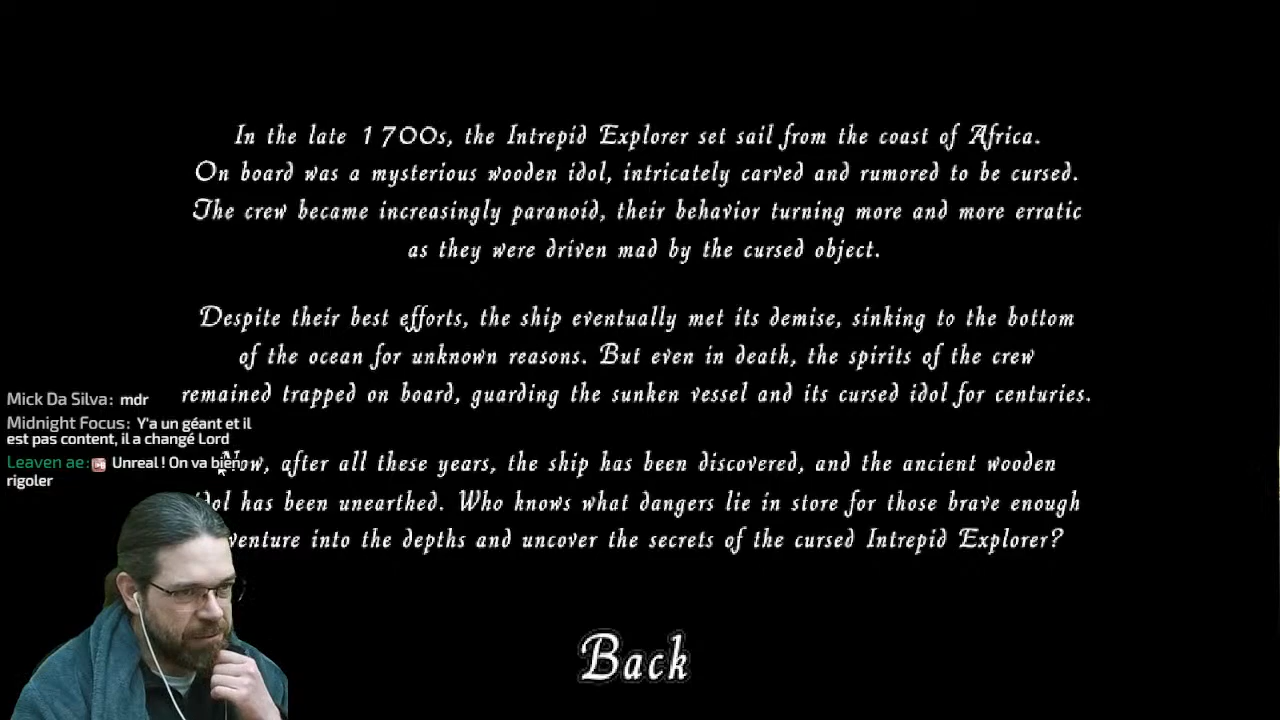 In the late 1700s, the Intrepid Explorer set sail from the coast of Africa.
On board was a mysterious wooden idol, intricately carved and rumored to be cursed.
The crew became increasingly paranoid, their behavior turning more and more erratic
as they were driven mad by the cursed object.
Despite their best efforts, the ship eventually met its demise, sinking to the bottom
of the ocean for unknown reasons. But even in death, the spirits of the crew
remained trapped on board, guarding the sunken vessel and its cursed idol for centuries.
Now, after all these years, the ship has been discovered, and the ancient wooden
idol has been unearthed. Who knows what dangers lie in store for those brave enough
venture into the depths and uncover the secrets of the cursed Intrepid Explorer?
Mick Da Silva: mdr
Midnight Focus: Y'a un géant et il
est pas content, il a changé Lord
Leaven ae: Unreal ! On va bien
rigoler
Back